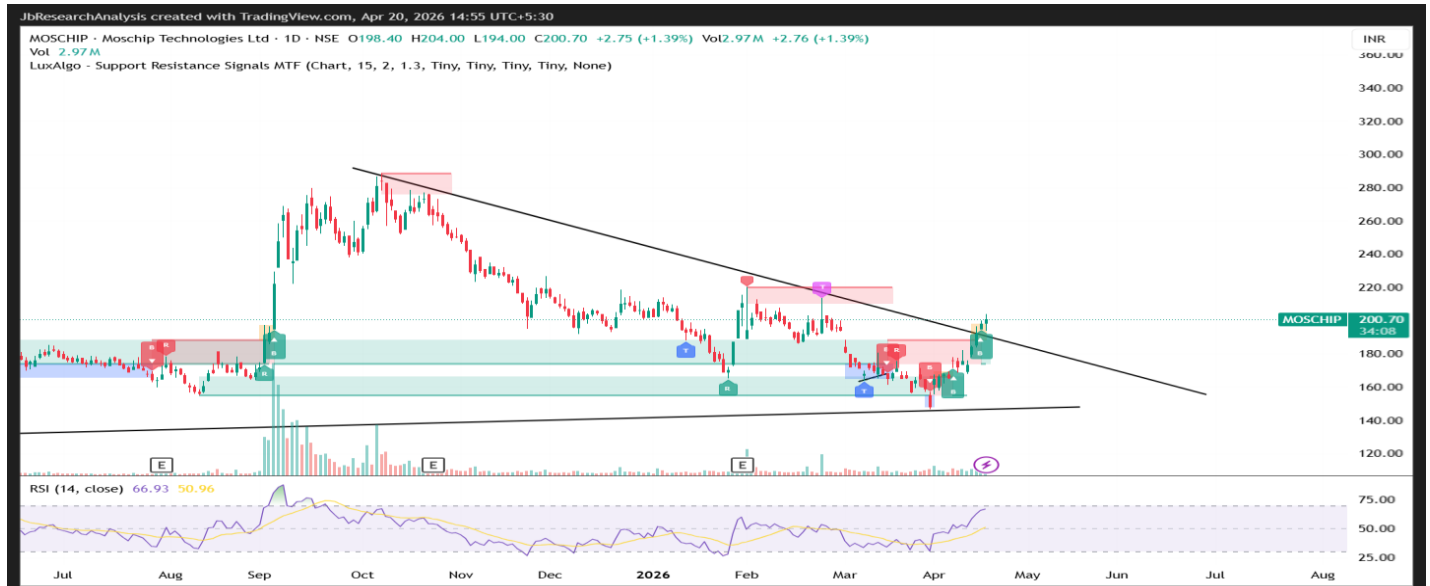 JbResearchAnalysis created with TradingView.com, Apr 20, 2026 14:55 UTC+5:30
MOSCHIP · Moschip Technologies Ltd · 1D · NSE O198.40 H204.00 L194.00 C200.70 +2.75 (+1.39%) Vol2.97 M +2.76 (+1.39%)
INR
Vol 2.97 M
LuxAlgo - Support Resistance Signals MTF (Chart, 15, 2, 1.3, Tiny, Tiny, Tiny, Tiny, None)
360.00
340.00
320.00
300.00
280.00
260.00
240.00
220.00
MOSCHIP 200.70
34:08
180.00
160.00
140.00
120.00
T
B R
R
B
T
R
T
R
B
B
B
E E E
RSI (14, close) 66.93 50.96
75.00
50.00
25.00
Jul Aug Sep Oct Nov Dec 2026 Feb Mar Apr May Jun Jul Aug